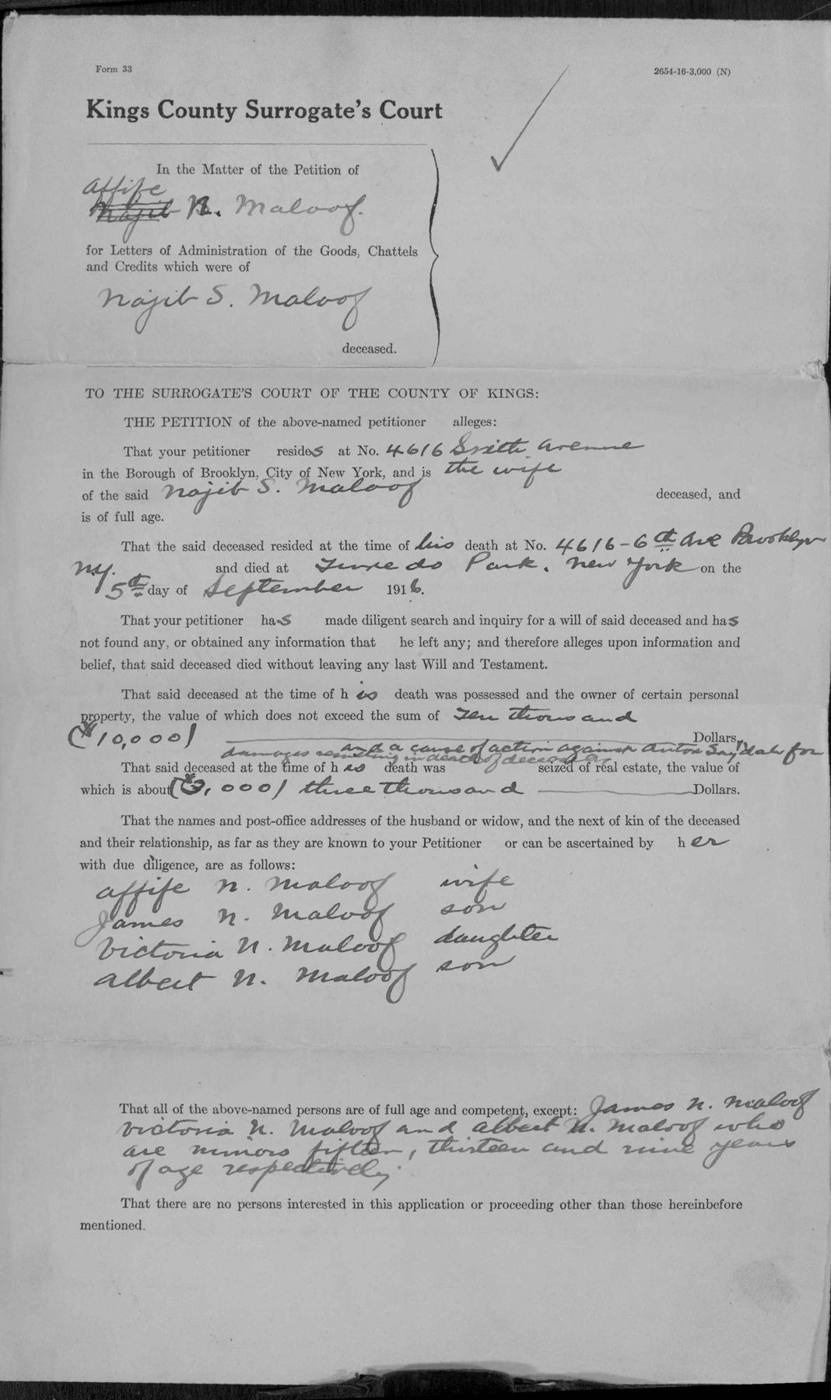 Form 33
2654-16-3,000 (N)
Kings County Surrogate's Court
In the Matter of the Petition of
Affife
Najib N. Maloof.
for Letters of Administration of the Goods, Chattels
and Credits which were of
Najib S. Maloof
deceased.
TO THE SURROGATE'S COURT OF THE COUNTY OF KINGS:
THE PETITION of the above-named petitioner alleges:
That your petitioner resides at No. 4616 Sixth Avenue
in the Borough of Brooklyn, City of New York, and is the wife
of the said Najib S. Maloof deceased, and
is of full age.
That the said deceased resided at the time of his death at No. 4616-6th Ave Brooklyn
N.Y. and died at Park, New York on the
5th day of September 1916.
That your petitioner has made diligent search and inquiry for a will of said deceased and has
not found any, or obtained any information that he left any; and therefore alleges upon information and
belief, that said deceased died without leaving any last Will and Testament.
That said deceased at the time of his death was possessed and the owner of certain personal
property, the value of which does not exceed the sum of Ten thousand
($10,000) Dollars,
and a cause of action against Anton Saydah for
damages resulting in death of deceased
That said deceased at the time of his death was seized of real estate, the value of
which is about ($3,000) three thousand Dollars.
That the names and post-office addresses of the husband or widow, and the next of kin of the deceased
and their relationship, as far as they are known to your Petitioner or can be ascertained by her
with due diligence, are as follows:
Affife N. Maloof wife
James N. Maloof son
Victoria N. Maloof daughter
Albert N. Maloof son
That all of the above-named persons are of full age and competent, except: James N. Maloof
Victoria N. Maloof and Albert N. Maloof who
are minors fifteen, thirteen and nine years
of age respectively.
That there are no persons interested in this application or proceeding other than those hereinbefore
mentioned.